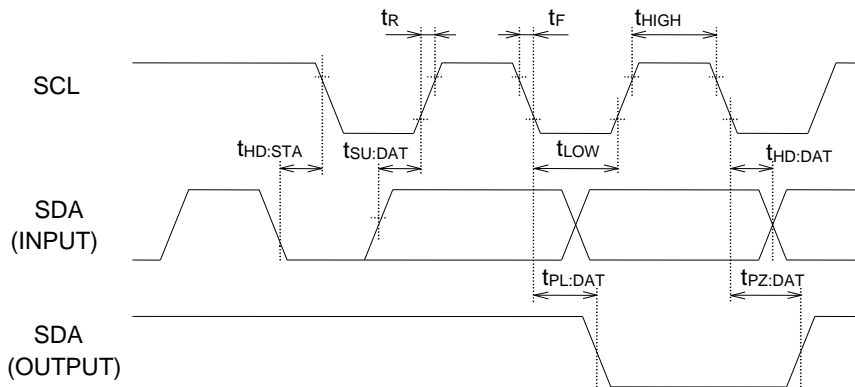 tR
tF
tHIGH
SCL
tHD:STA
tSU:DAT
tLOW
tHD:DAT
SDA
(INPUT)
tPL:DAT
tPZ:DAT
SDA
(OUTPUT)